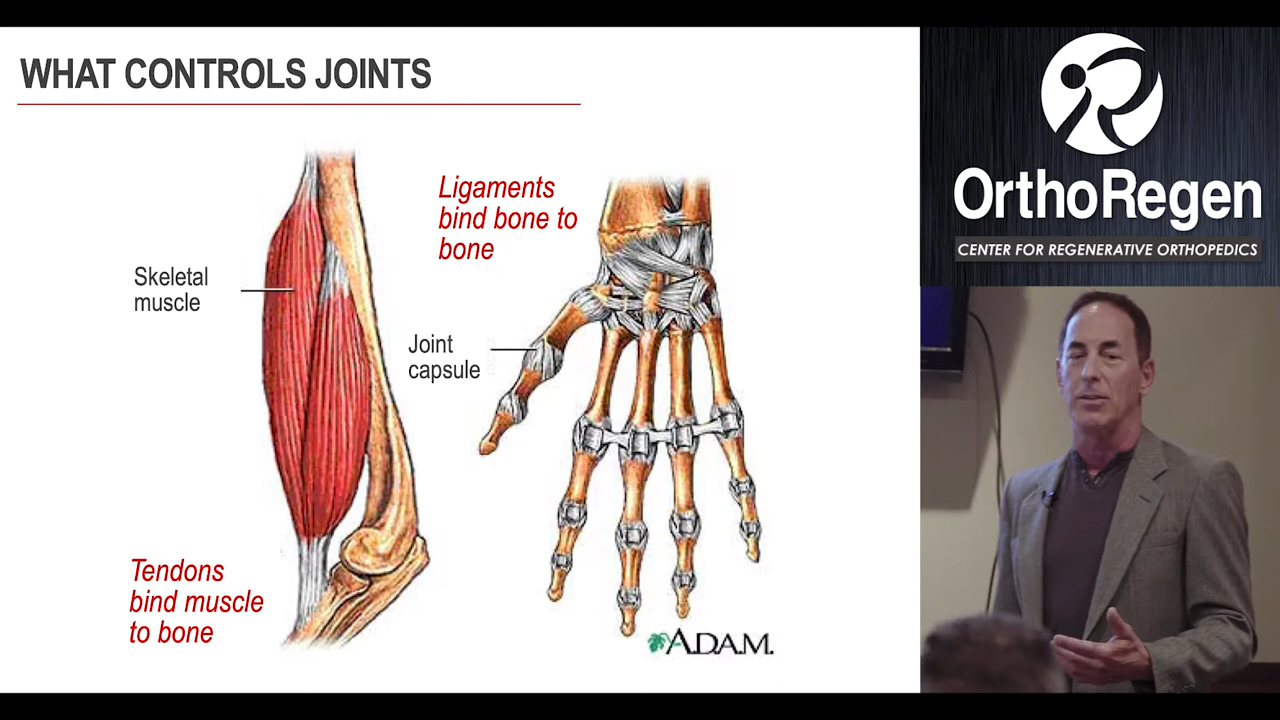 WHAT CONTROLS JOINTS
Ligaments
bind bone to
bone
Skeletal
muscle
Joint
capsule
Tendons
bind muscle
to bone
A.D.A.M.
OrthoRegen
CENTER FOR REGENERATIVE ORTHOPEDICS